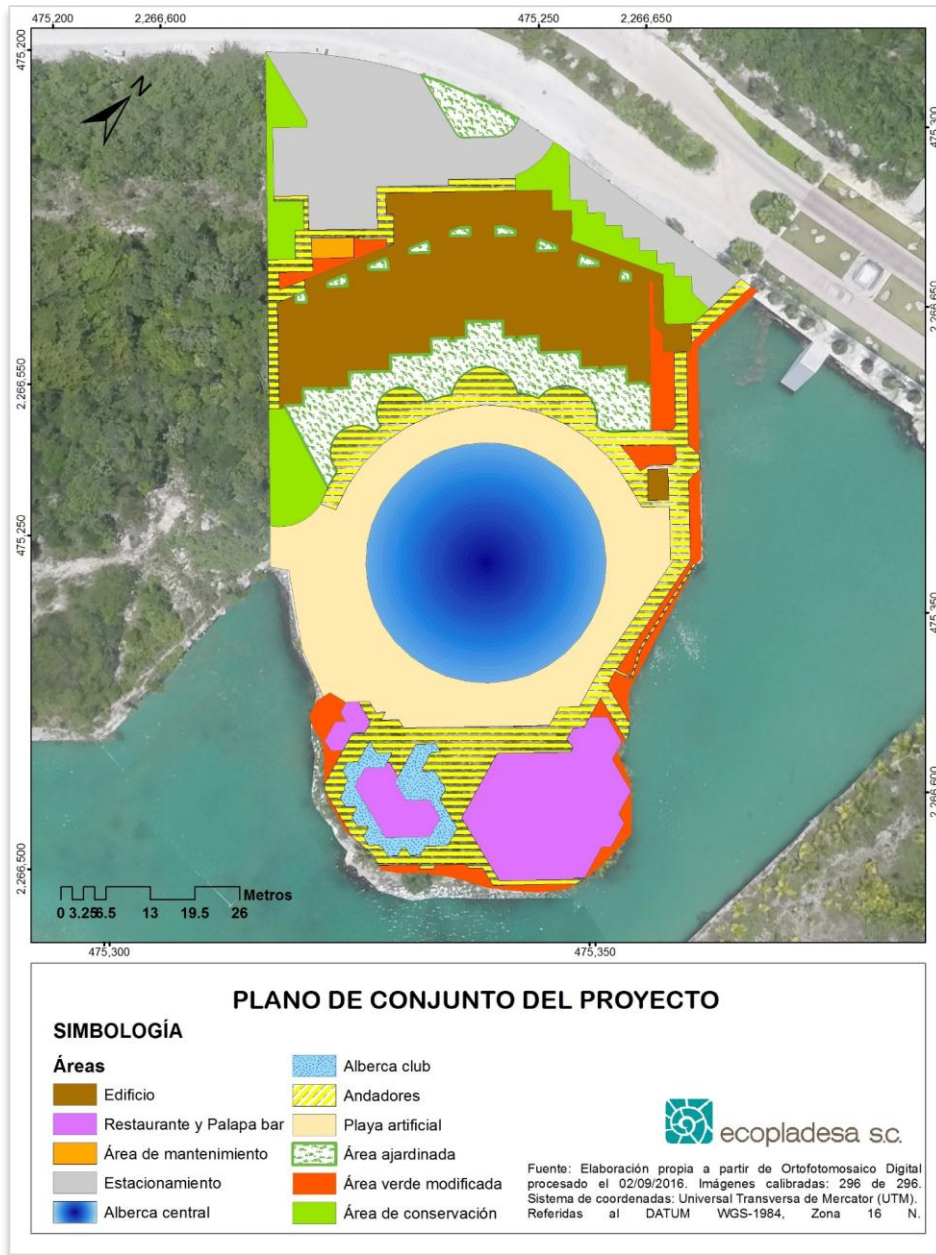 475,200
2,266,600
475,250
2,266,650
475,200
475,300
N
2,266,650
2,266,550
475,250
475,350
2,266,600
2,266,500
Metros
0 3.25 6.5 13 19.5 26
475,300
475,350
PLANO DE CONJUNTO DEL PROYECTO
SIMBOLOGÍA
Áreas
Edificio
Restaurante y Palapa bar
Área de mantenimiento
Estacionamiento
Alberca central
Alberca club
Andadores
Playa artificial
Área ajardinada
Área verde modificada
Área de conservación
ecopladesa s.c.
Fuente: Elaboración propia a partir de Ortofotomosaico Digital
procesado el 02/09/2016. Imágenes calibradas: 296 de 296.
Sistema de coordenadas: Universal Transversa de Mercator (UTM).
Referidas al DATUM WGS-1984, Zona 16 N.